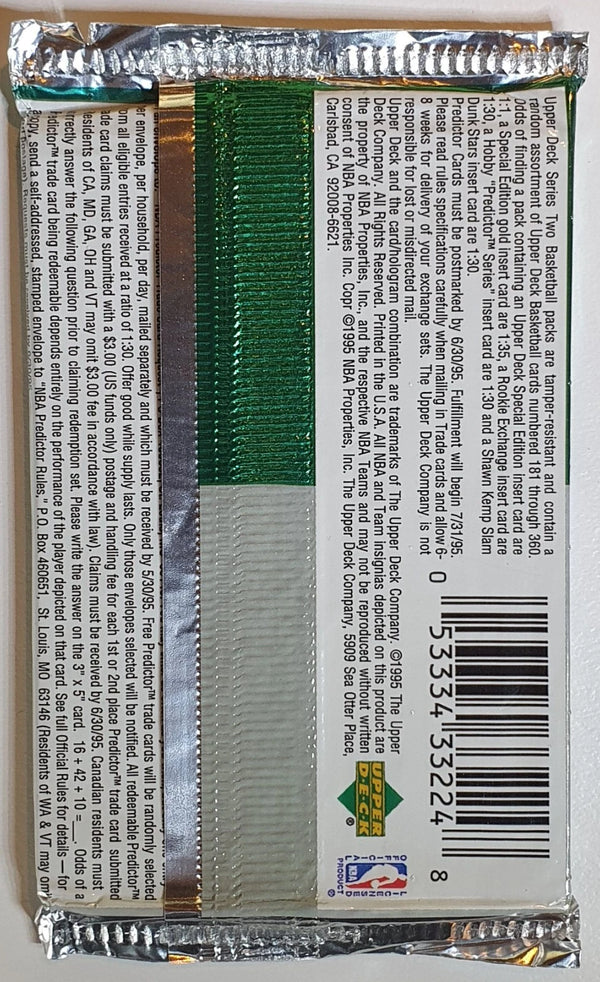 Upper Deck Series Two Basketball packs are tamper-resistant and contain a
random assortment of Upper Deck Basketball cards numbered 181 through 360.
Odds of finding a pack containing an Upper Deck Special Edition insert card are
1:1, a Special Edition gold insert card are 1:35, a Rookie Exchange insert card are
1:30, a Hobby "Predictor™ Series" insert card are 1:30 and a Shawn Kemp Slam
Dunk Stars insert card are 1:30.
Predictor Cards must be postmarked by 6/30/95. Fulfillment will begin 7/31/95.
Please read rules specifications carefully when mailing in Trade cards and allow 6-
8 weeks for delivery of your exchange sets. The Upper Deck Company is not
responsible for lost or misdirected mail.
Upper Deck and the card/hologram combination are trademarks of The Upper
Deck Company. ©1995 The Upper
Deck Company. All Rights Reserved. Printed in the U.S.A. All NBA and Team insignias depicted on this product are
the property of NBA Properties, Inc., and the respective NBA Teams and may not be reproduced without written
consent of NBA Properties Inc. Copr. ©1995 NBA Properties, Inc. The Upper Deck Company, 5909 Sea Otter Place,
Carlsbad, CA 92008-6621.
0 53334 33224 8
UPPER
DECK®
OFFICIAL
LICENSED
NBA
PRODUCT
®
er envelope, per household, per day, mailed separately and which must be received by 5/30/95. Free Predictor™ trade cards will be randomly selected
om all eligible entries received at a ratio of 1:30. Offer good while supply lasts. Only those envelopes selected will be notified. All redeemable Predictor™
ade card claims must be submitted with a $3.00 (US funds only) postage and handling fee for each 1st or 2nd place Predictor™ trade card submitted
esidents of CA, MD, GA, OH and VT may omit $3.00 fee in accordance with law). Claims must be received by 6/30/95. Canadian residents must
rrectly answer the following question prior to claiming redemption set. Please write the answer on the 3" x 5" card. 16 + 42 + 10 =___. Odds of a
edictor™ trade card being redeemable depends entirely on the performance of the player depicted on that card. See full Official Rules for details — for
copy, send a self-addressed, stamped envelope to "NBA Predictor Rules," P.O. Box 460651, St. Louis, MO 63146 (Residents of WA & VT may omit